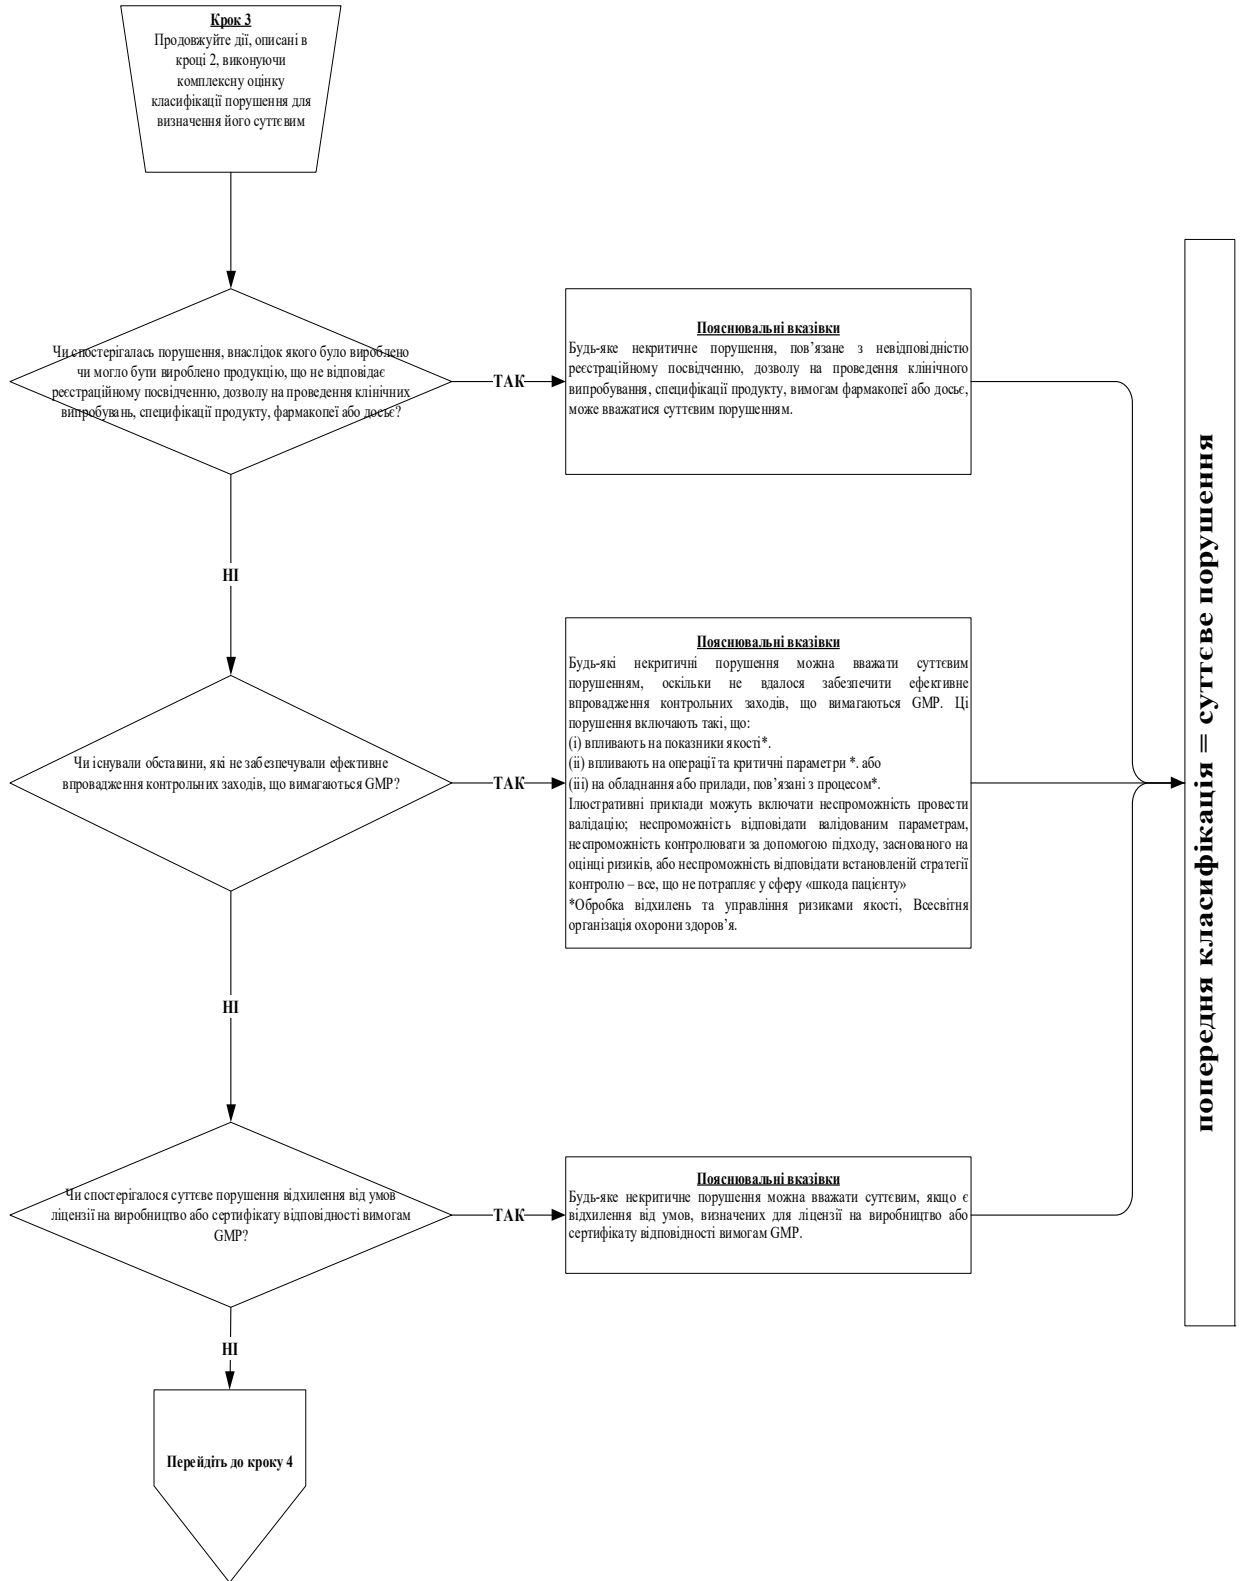 Крок 3
Продовжуйте дії, описані в
кроці 2, виконуючи
комплексну оцінку
класифікації порушення для
визначення його суттєвим
Чи спостерігалась порушення, внаслідок якого було вироблено
чи могло бути вироблено продукцію, що не відповідає
реєстраційному посвідченню, дозволу на проведення клінічних
випробувань, специфікації продукту, фармакопеї або досьє?
ТАК
Пояснювальні вказівки
Будь-яке некритичне порушення, пов’язане з невідповідністю
реєстраційному посвідченню, дозволу на проведення клінічного
випробування, специфікації продукту, вимогам фармакопеї або досьє,
може вважатися суттєвим порушенням.
НІ
Чи існували обставини, які не забезпечували ефективне
впровадження контрольних заходів, що вимагаються GMP?
ТАК
Пояснювальні вказівки
Будь-які некритичні порушення можна вважати суттєвим
порушенням, оскільки не вдалося забезпечити ефективне
впровадження контрольних заходів, що вимагаються GMP. Ці
порушення включають такі, що:
(i) впливають на показники якості*.
(ii) впливають на операції та критичні параметри *. або
(iii) на обладнання або прилади, пов’язані з процесом*.
Ілюстративні приклади можуть включати неспроможність провести
валідацію; неспроможність відповідати валідованим параметрам,
неспроможність контролювати за допомогою підходу, заснованого на
оцінці ризиків, або неспроможність відповідати встановленій стратегії
контролю – все, що не потрапляє у сферу «шкода пацієнту»
*Обробка відхилень та управління ризиками якості, Всесвітня
організація охорони здоров’я.
НІ
Чи спостерігалося суттєве порушення відхилення від умов
ліцензії на виробництво або сертифікату відповідності вимогам
GMP?
ТАК
Пояснювальні вказівки
Будь-яке некритичне порушення можна вважати суттєвим, якщо є
відхилення від умов, визначених для ліцензії на виробництво або
сертифікату відповідності вимогам GMP.
НІ
Перейдіть до кроку 4
попередня класифікація = суттєве порушення